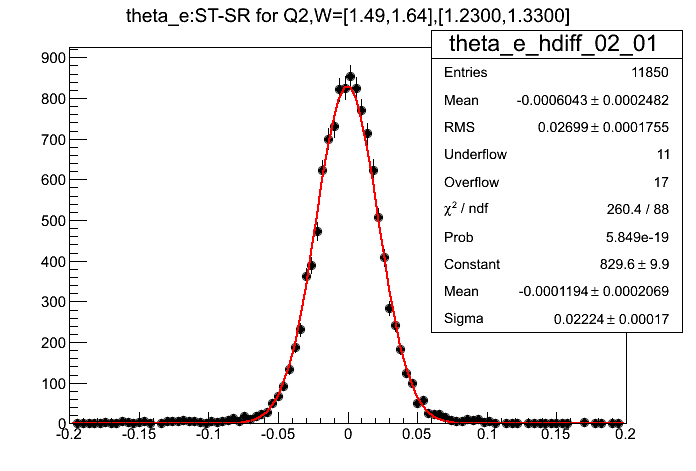 theta_e:ST-SR for Q2,W=[1.49,1.64],[1.2300,1.3300]
theta_e_hdiff_02_01
Entries 11850
Mean -0.0006043 ± 0.0002482
RMS 0.02699 ± 0.0001755
Underflow 11
Overflow 17
χ² / ndf 260.4 / 88
Prob 5.849e-19
Constant 829.6 ± 9.9
Mean -0.0001194 ± 0.0002069
Sigma 0.02224 ± 0.00017
900
800
700
600
500
400
300
200
100
0
-0.2 -0.15 -0.1 -0.05 0 0.05 0.1 0.15 0.2